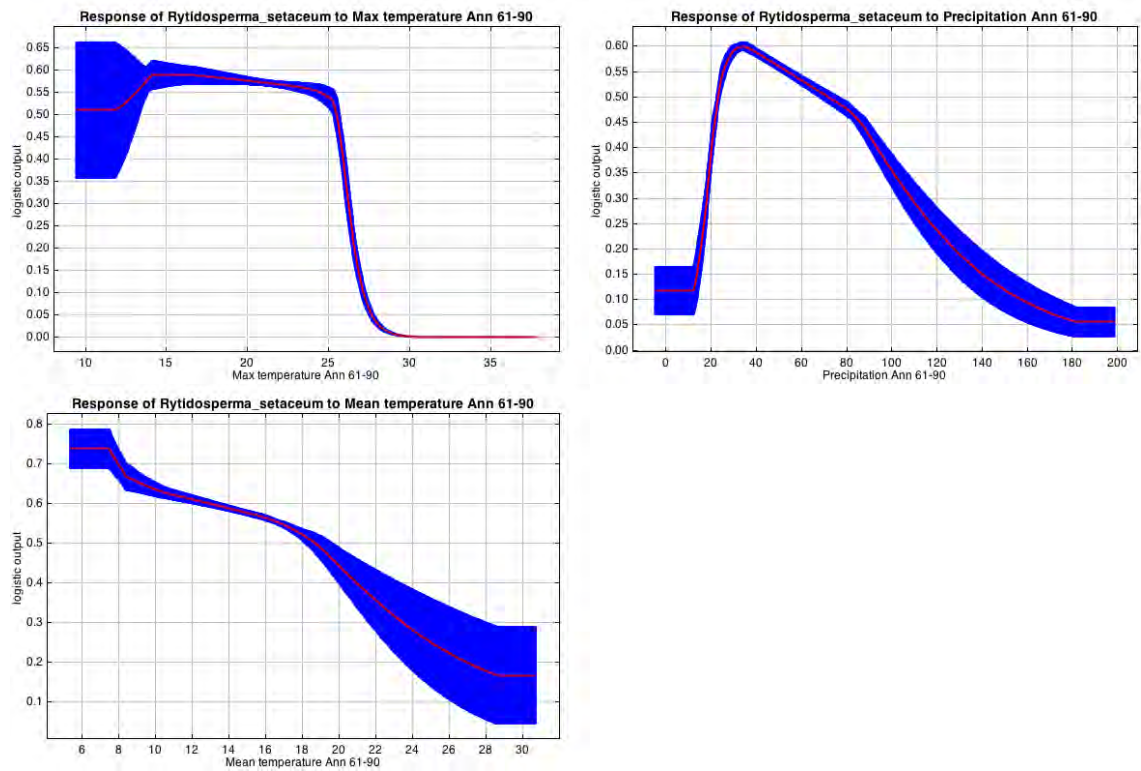 Response of Rytidosperma_setaceum to Max temperature Ann 61-90
logistic output
0.65
0.60
0.55
0.50
0.45
0.40
0.35
0.30
0.25
0.20
0.15
0.10
0.05
0.00
10 15 20 25 30 35
Max temperature Ann 61-90
Response of Rytidosperma_setaceum to Precipitation Ann 61-90
logistic output
0.60
0.55
0.50
0.45
0.40
0.35
0.30
0.25
0.20
0.15
0.10
0.05
0.00
0 20 40 60 80 100 120 140 160 180 200
Precipitation Ann 61-90
Response of Rytidosperma_setaceum to Mean temperature Ann 61-90
logistic output
0.8
0.7
0.6
0.5
0.4
0.3
0.2
0.1
6 8 10 12 14 16 18 20 22 24 26 28 30
Mean temperature Ann 61-90